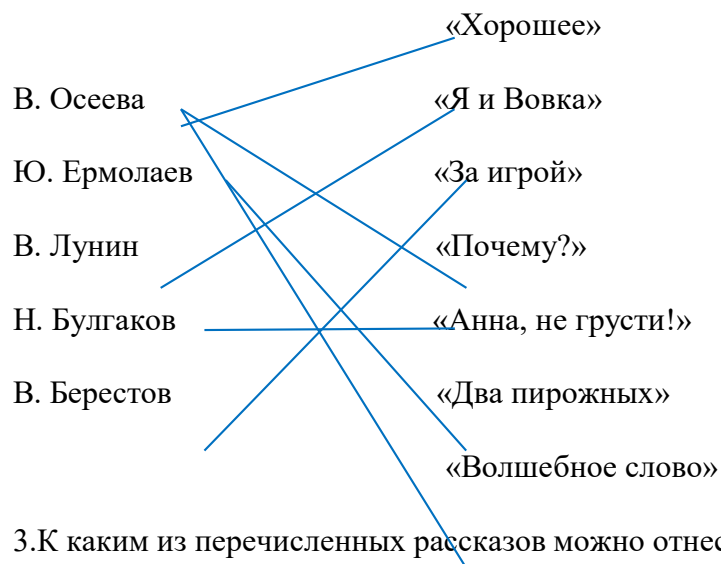 «Хорошее»
В. Осеева «Я и Вовка»
Ю. Ермолаев «За игрой»
В. Лунин «Почему?»
Н. Булгаков «Анна, не грусти!»
В. Берестов «Два пирожных»
«Волшебное слово»
3.К каким из перечисленных рассказов можно отнес